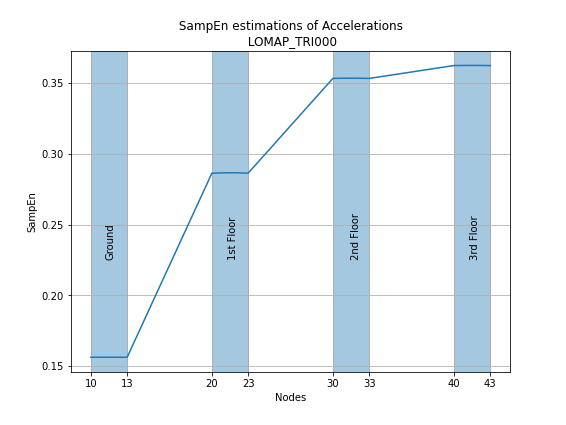 SampEn estimations of Accelerations
LOMAP_TRI000
SampEn
0.35
0.30
0.25
0.20
0.15
Ground
1st Floor
2nd Floor
3rd Floor
10 13 20 23 30 33 40 43
Nodes